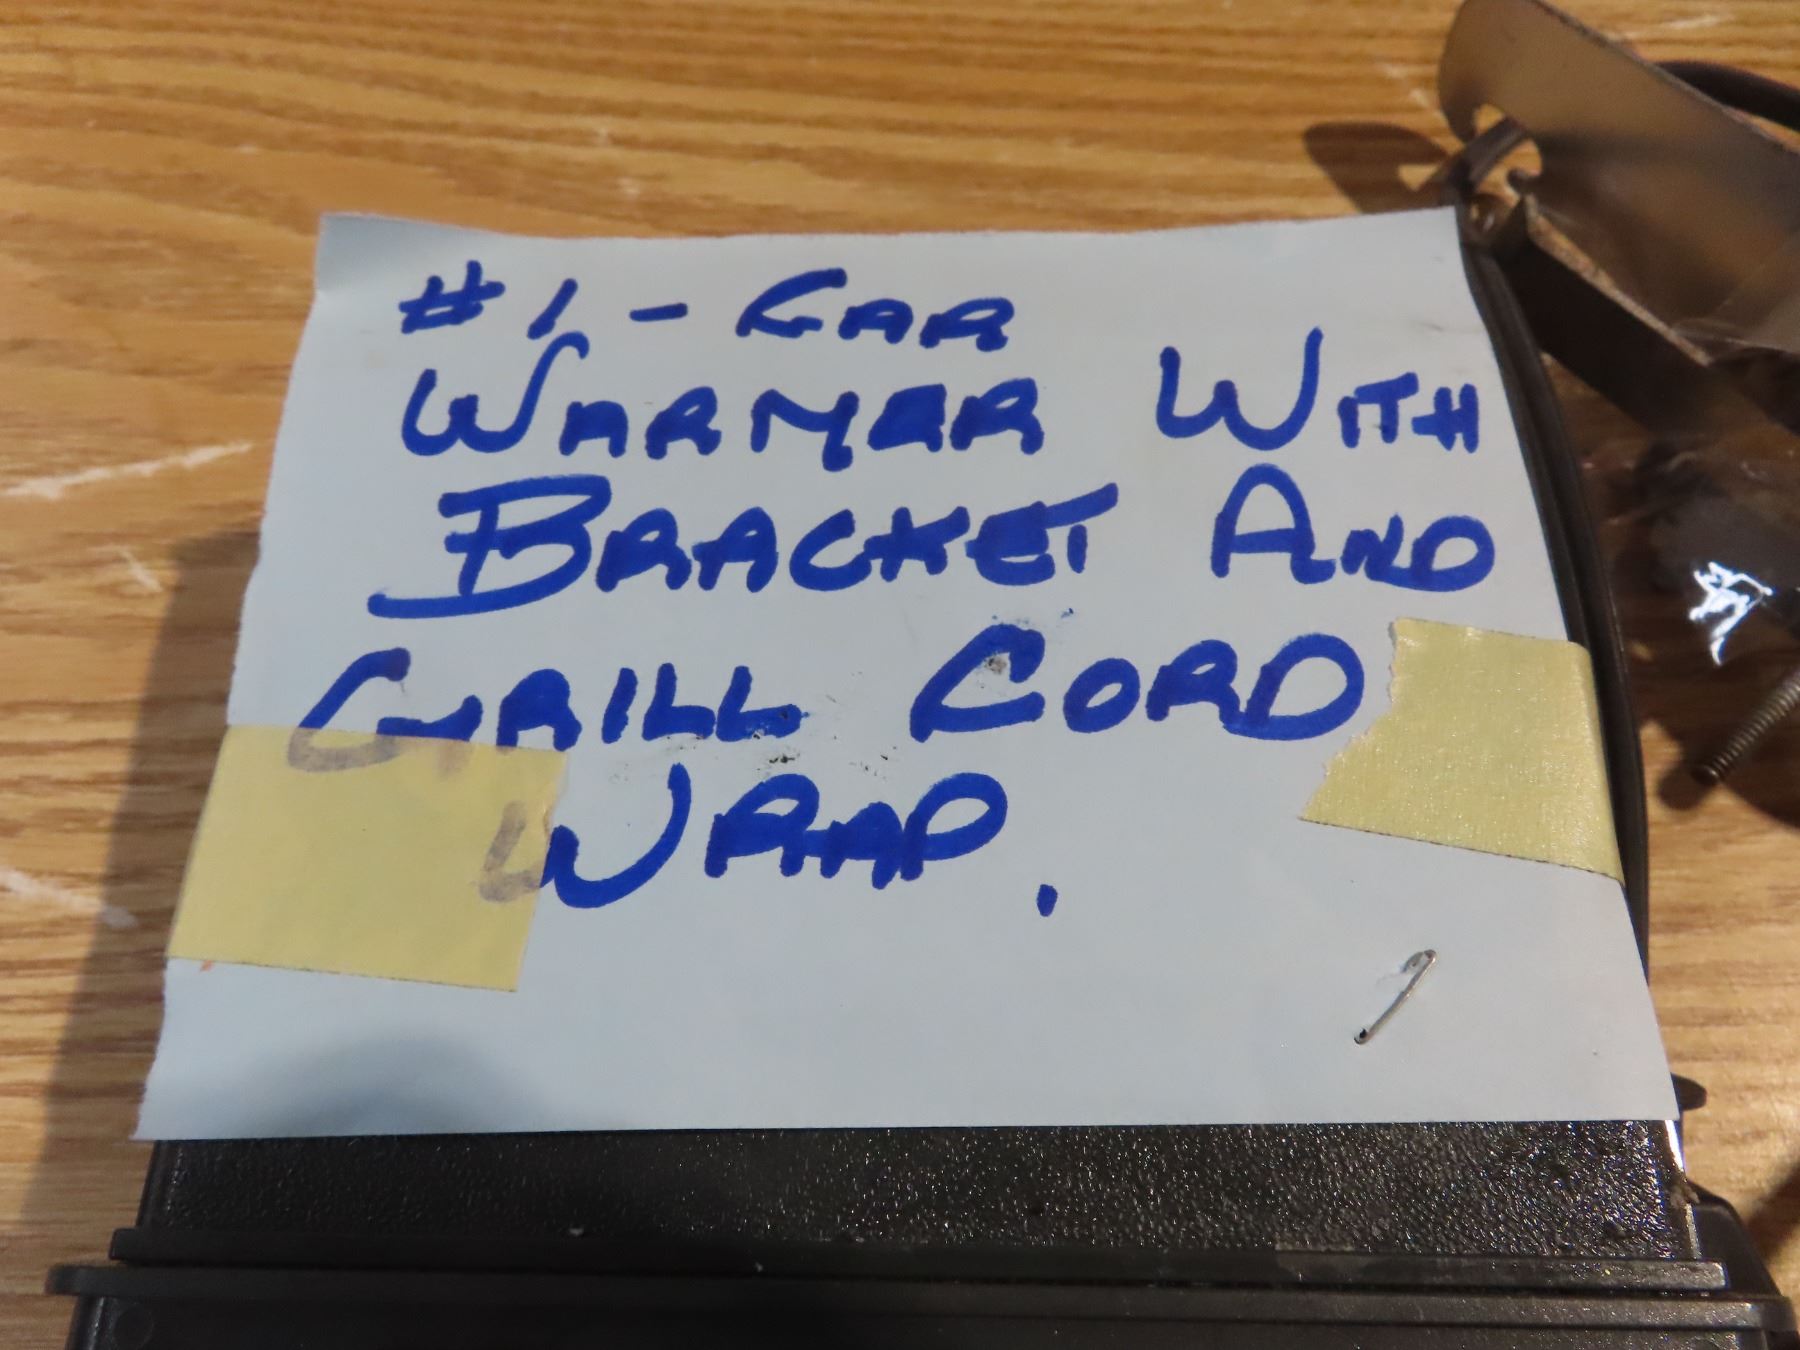 #1 - CAR
WARMER WITH
BRACKET AND
GRILL CORD
WRAP.